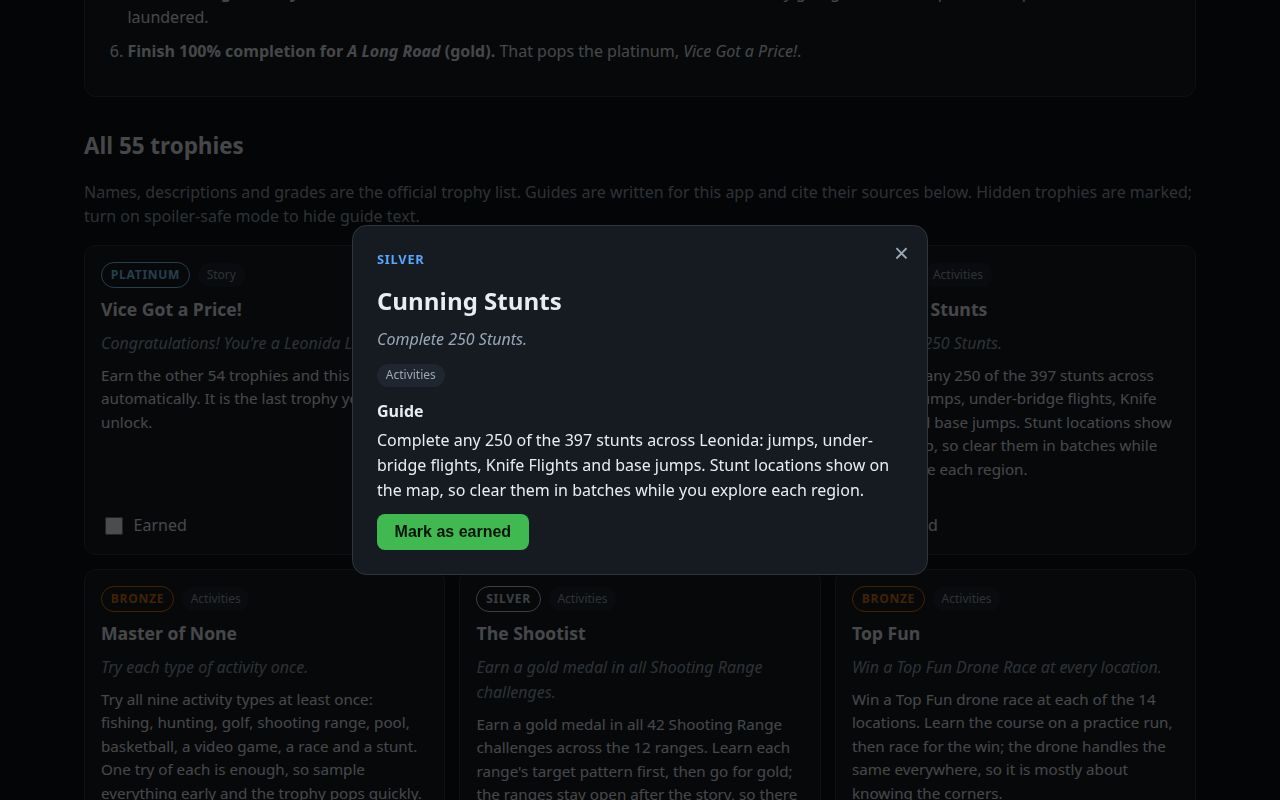 laundered.
6. Finish 100% completion for A Long Road (gold). That pops the platinum, Vice Got a Price!.
All 55 trophies
Names, descriptions and grades are the official trophy list. Guides are written for this app and cite their sources below. Hidden trophies are marked;
turn on spoiler-safe mode to hide guide text.
PLATINUM Story
Vice Got a Price!
Congratulations! You're a Leonida L
Earn the other 54 trophies and this
automatically. It is the last trophy
unlock.
Earned
×
SILVER
Cunning Stunts
Complete 250 Stunts.
Activities
Guide
Complete any 250 of the 397 stunts across Leonida: jumps, under-
bridge flights, Knife Flights and base jumps. Stunt locations show on
the map, so clear them in batches while you explore each region.
Mark as earned
Activities
Stunts
250 Stunts.
any 250 of the 397 stunts across
umps, under-bridge flights, Knife
base jumps. Stunt locations show
so clear them in batches while
each region.
d
BRONZE Activities
Master of None
Try each type of activity once.
Try all nine activity types at least once:
fishing, hunting, golf, shooting range, pool,
basketball, a video game, a race and a stunt.
One try of each is enough, so sample
everything early and the trophy pops quickly.
SILVER Activities
The Shootist
Earn a gold medal in all Shooting Range
challenges.
Earn a gold medal in all 42 Shooting Range
challenges across the 12 ranges. Learn each
range's target pattern first, then go for gold;
the ranges stay open after the story, so there
BRONZE Activities
Top Fun
Win a Top Fun Drone Race at every location.
Win a Top Fun drone race at each of the 14
locations. Learn the course on a practice run,
then race for the win; the drone handles the
same everywhere, so it is mostly about
knowing the corners.